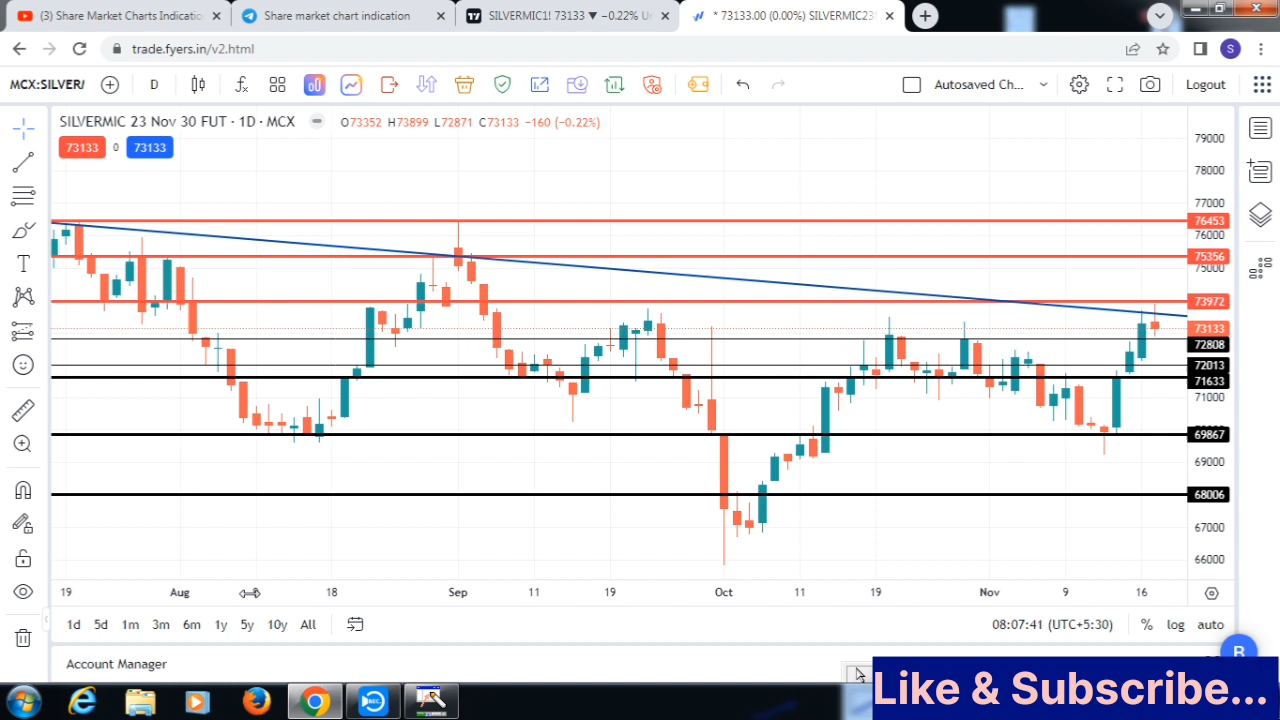 (3) Share Market Charts Indicatio
Share market chart indication
SILVERMIC1! 73133 ▼ −0.22% U
* 73133.00 (0.00%) SILVERMIC23
trade.fyers.in/v2.html
S
MCX:SILVER/
D
Autosaved Ch...
Logout
SILVERMIC 23 Nov 30 FUT · 1D · MCX
O73352 H73899 L72871 C73133 −160 (−0.22%)
73133 0 73133
79000
78000
77000
76453
76000
75356
75000
73972
73133
72808
72013
71633
71000
69867
69000
68006
67000
66000
19 Aug 18 Sep 11 19 Oct 11 19 Nov 9 16
1d 5d 1m 3m 6m 1y 5y 10y All
08:07:41 (UTC+5:30) % log auto
Account Manager
Like & Subscribe...
REC